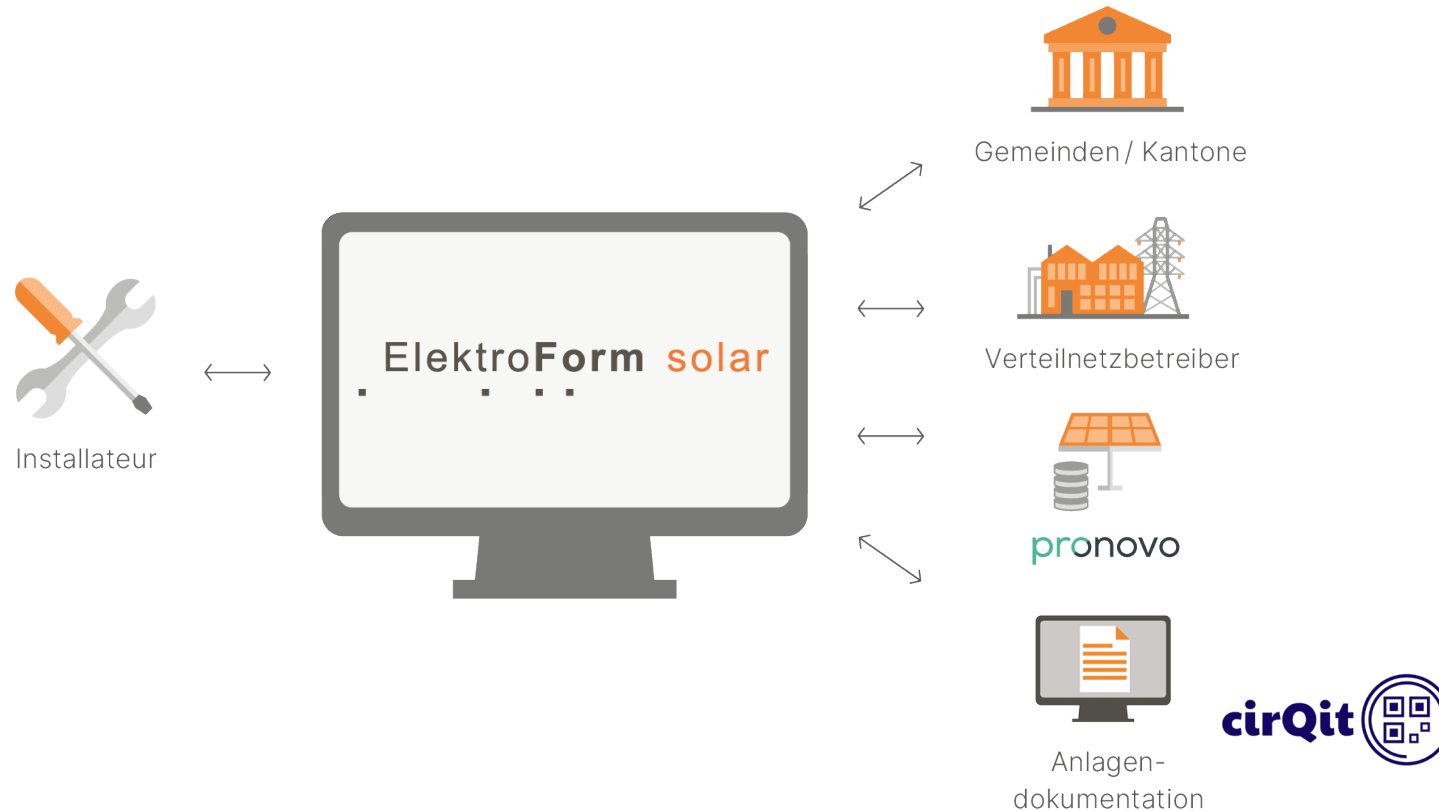 Gemeinden / Kantone
Verteilnetzbetreiber
ElektroForm solar
Installateur
pronovo
cirQit
Anlagen-
dokumentation